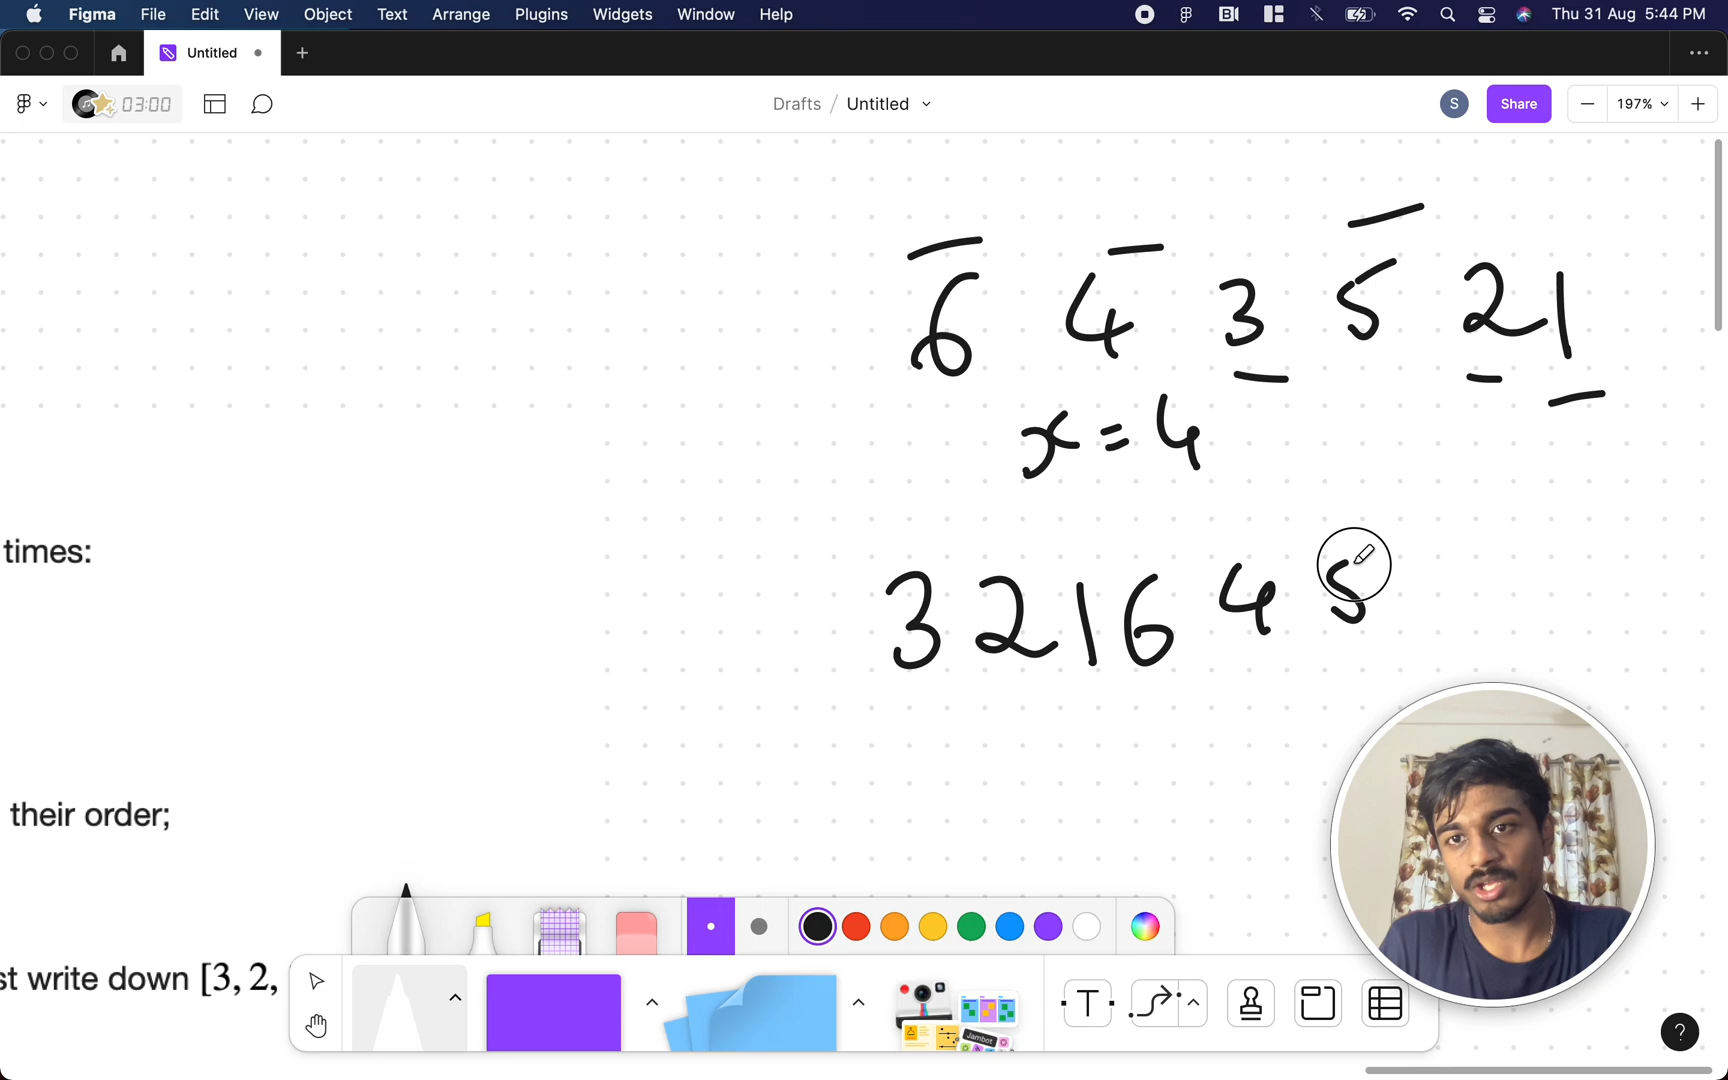 Figma File Edit View Object Text Arrange Plugins Widgets Window Help Thu 31 Aug 5:44 PM
Untitled
03:00 Drafts / Untitled S Share 197%
6 4 3 5 2 1
x = 4
times:
3 2 1 6 4 5
their order;
st write down [3, 2,
T
Jambot
?